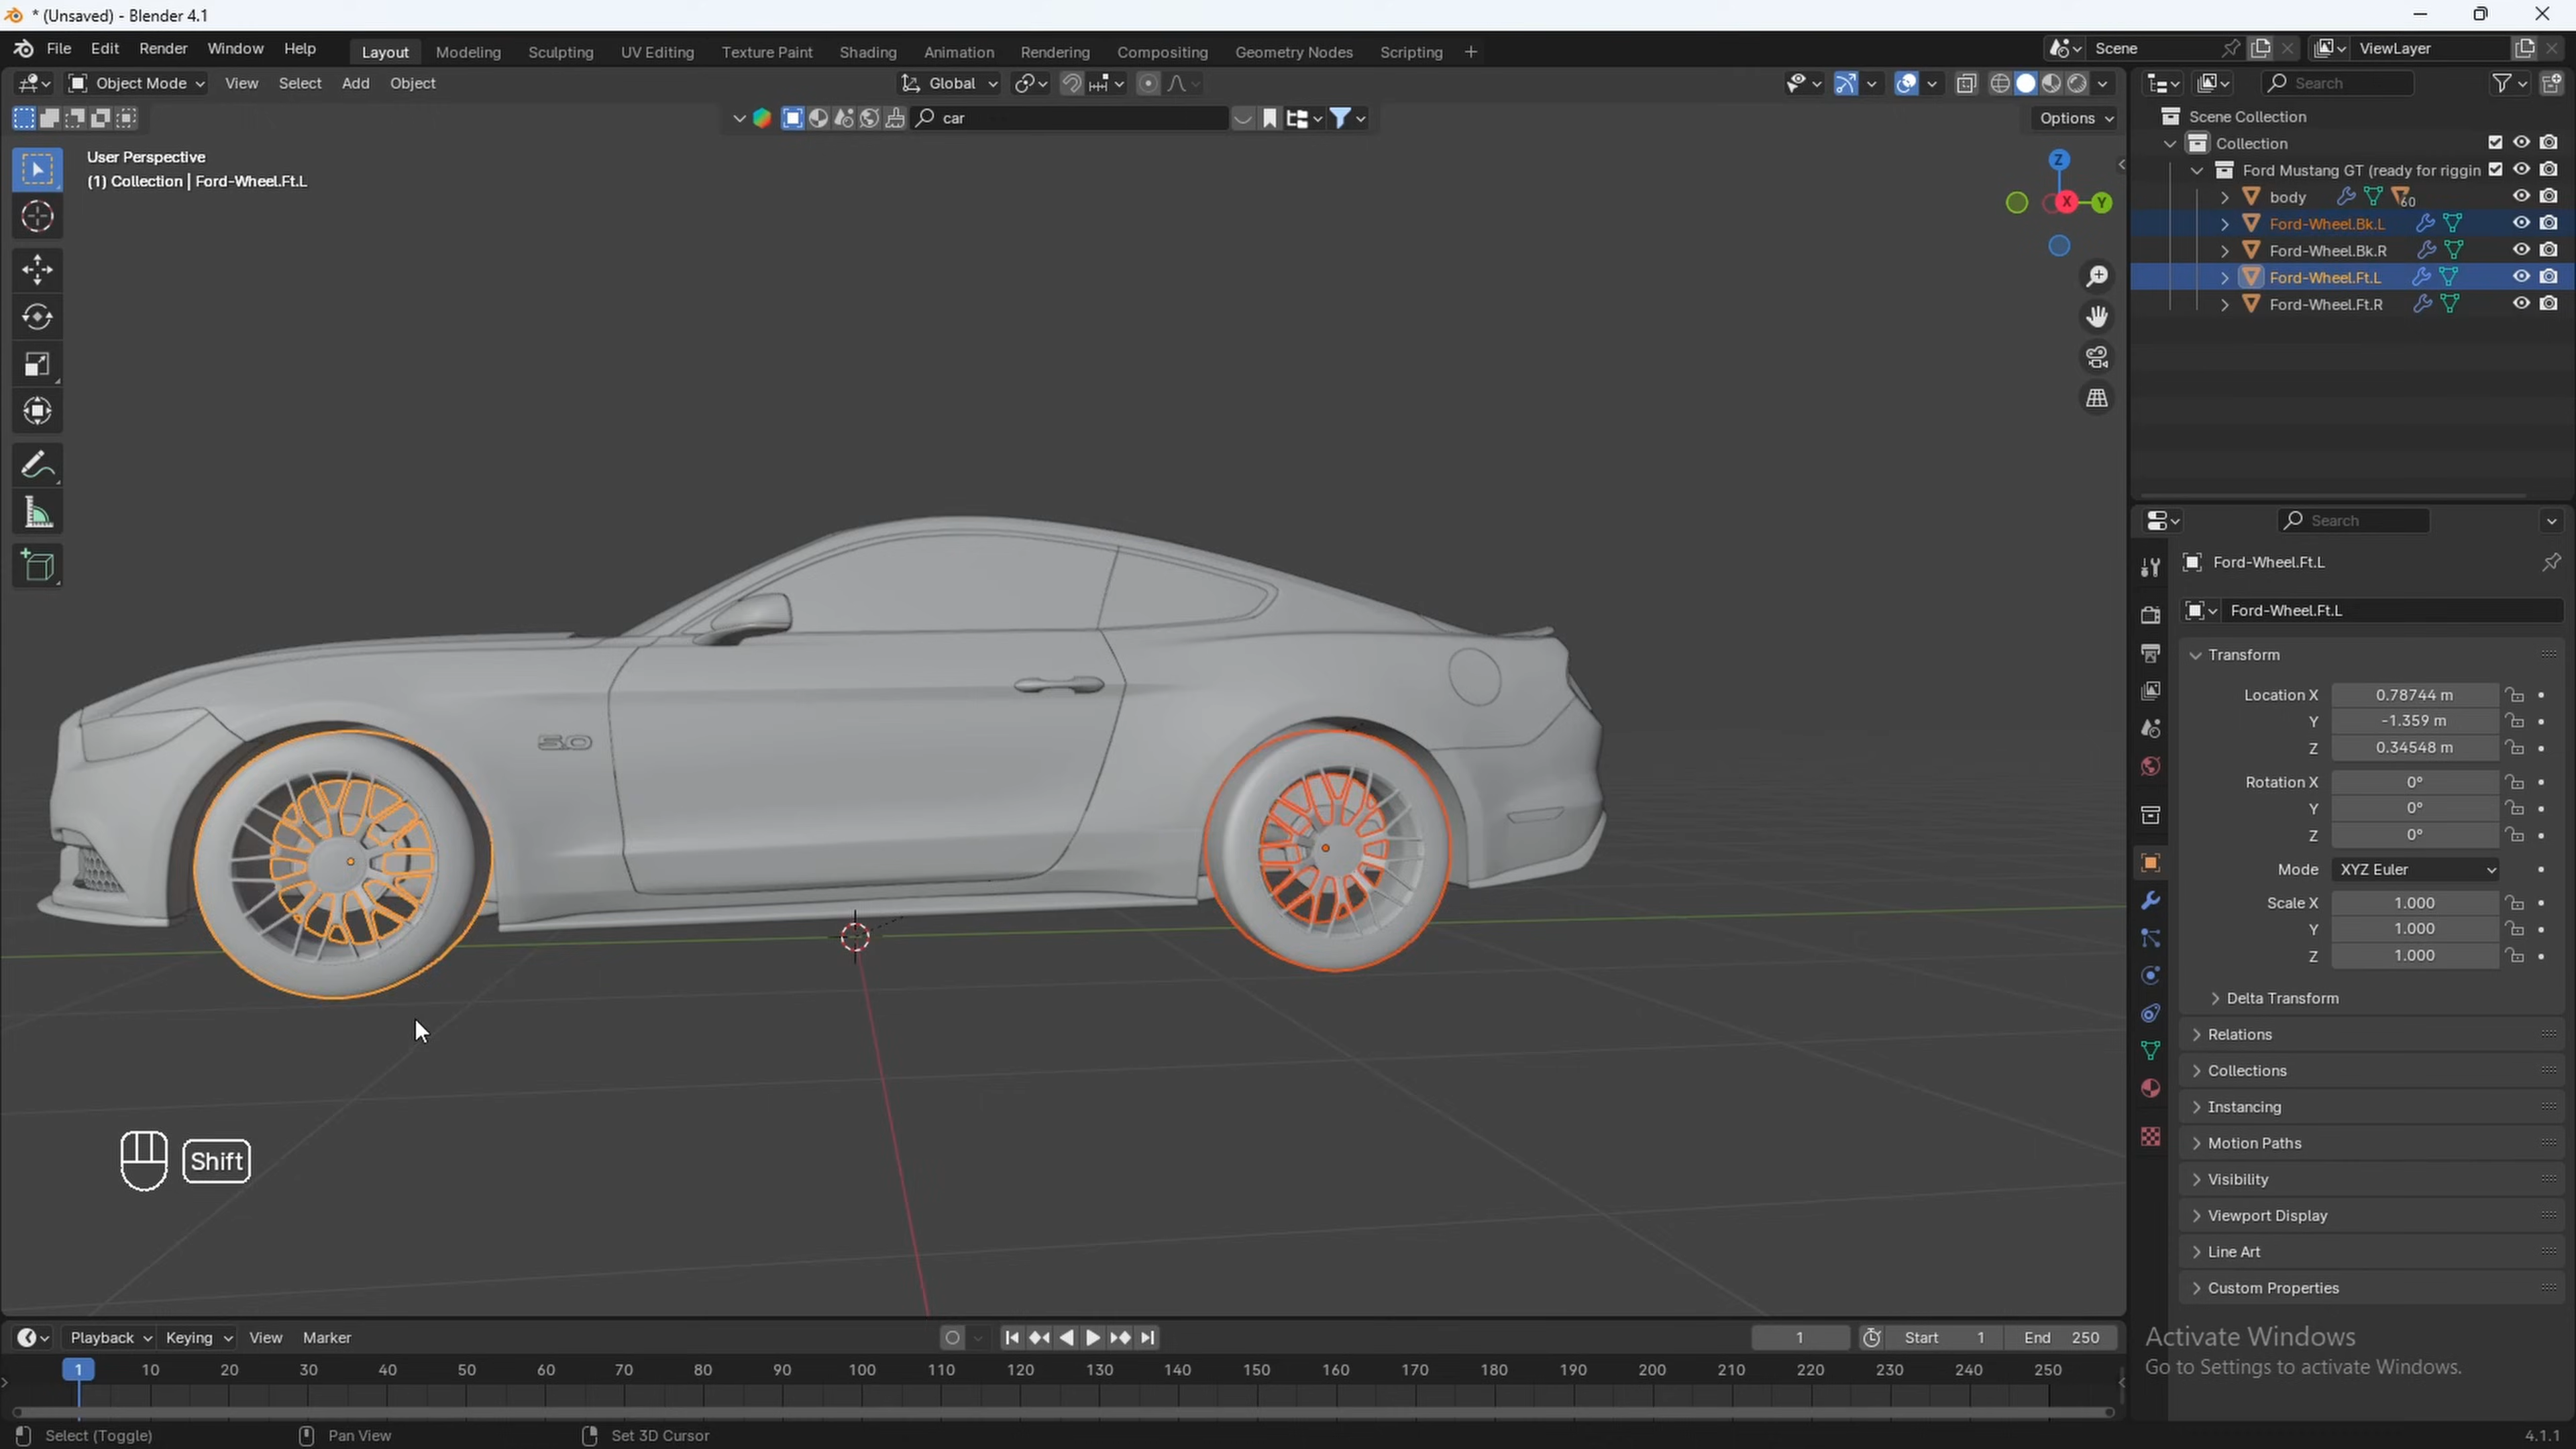 * (Unsaved) - Blender 4.1
File Edit Render Window Help Layout Modeling Sculpting UV Editing Texture Paint Shading Animation Rendering Compositing Geometry Nodes Scripting + Scene ViewLayer
Object Mode View Select Add Object Global Search
car Options
User Perspective
(1) Collection | Ford-Wheel.Ft.L
Z
X
Y
Scene Collection
Collection
Ford Mustang GT (ready for riggin
body 60
Ford-Wheel.Bk.L
Ford-Wheel.Bk.R
Ford-Wheel.Ft.L
Ford-Wheel.Ft.R
Search
Ford-Wheel.Ft.L
Ford-Wheel.Ft.L
Transform
Location X 0.78744 m
Y -1.359 m
Z 0.34548 m
Rotation X 0°
Y 0°
Z 0°
Mode XYZ Euler
Scale X 1.000
Y 1.000
Z 1.000
Delta Transform
Relations
Collections
Instancing
Motion Paths
Visibility
Viewport Display
Line Art
Custom Properties
5.0
Shift
Playback Keying View Marker 1 Start 1 End 250
1 10 20 30 40 50 60 70 80 90 100 110 120 130 140 150 160 170 180 190 200 210 220 230 240 250
Activate Windows
Go to Settings to activate Windows.
Select (Toggle) Pan View Set 3D Cursor 4.1.1